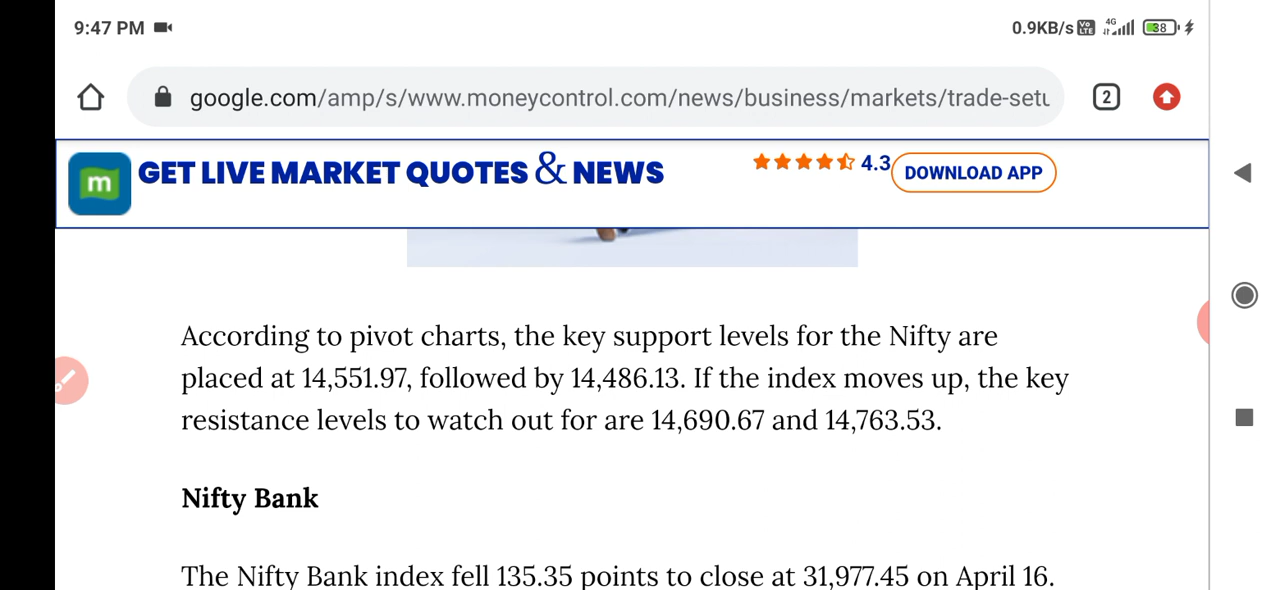 9:47 PM 0.9KB/s Vo LTE 4G 38
google.com/amp/s/www.moneycontrol.com/news/business/markets/trade-setu 2
m GET LIVE MARKET QUOTES & NEWS 4.3 DOWNLOAD APP
According to pivot charts, the key support levels for the Nifty are
placed at 14,551.97, followed by 14,486.13. If the index moves up, the key
resistance levels to watch out for are 14,690.67 and 14,763.53.
Nifty Bank
The Nifty Bank index fell 135.35 points to close at 31,977.45 on April 16.